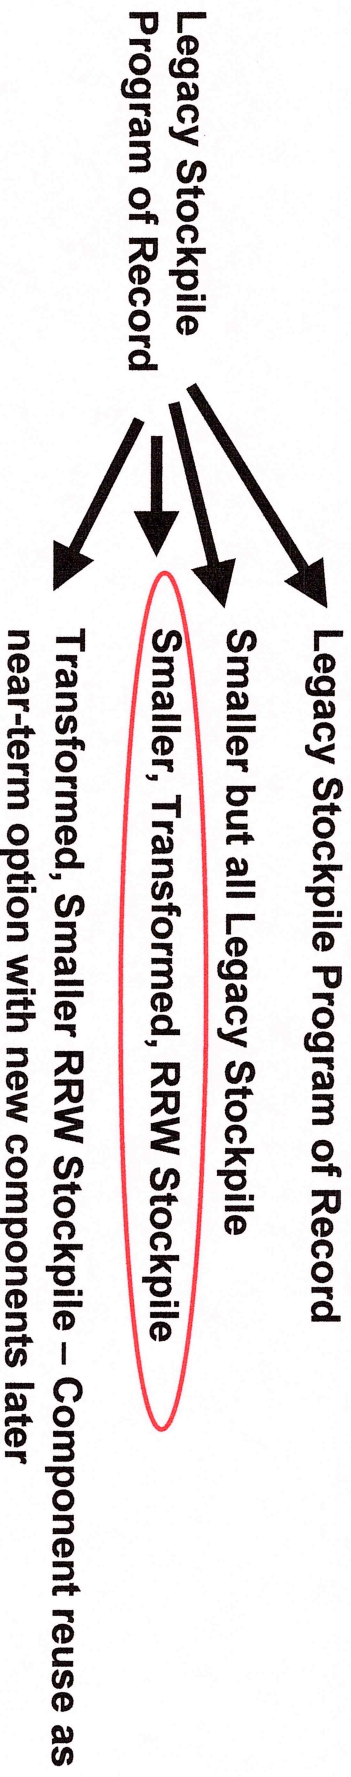 Legacy Stockpile
Program of Record
Legacy Stockpile Program of Record
Smaller but all Legacy Stockpile
Smaller, Transformed, RRW Stockpile
Transformed, Smaller RRW Stockpile – Component reuse as
near-term option with new components later